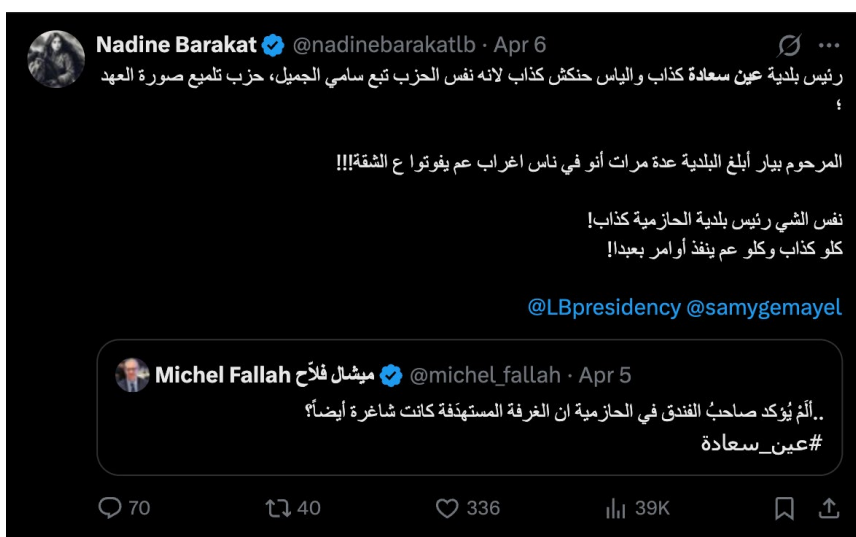 Nadine Barakat @nadinebarakatlb · Apr 6
رئيس بلدية عين سعادة كذاب والياس حنكش كذاب لانه نفس الحزب تبع سامي الجميل، حزب تلميع صورة العهد
؛
المرحوم بيار أبلغ البلدية عدة مرات أنو في ناس اغراب عم يفوتوا ع الشقة!!!
نفس الشي رئيس بلدية الحازمية كذاب!
كلو كذاب وكلو عم ينفذ أوامر بعبدا!
@LBpresidency @samygemayel
Michel Fallah ميشال فلاّح @michel_fallah · Apr 5
..ألَمْ يُؤكد صاحبُ الفندق في الحازمية ان الغرفة المستهدَفة كانت شاغرة أيضاً؟
#عين_سعادة
70 40 336 39K